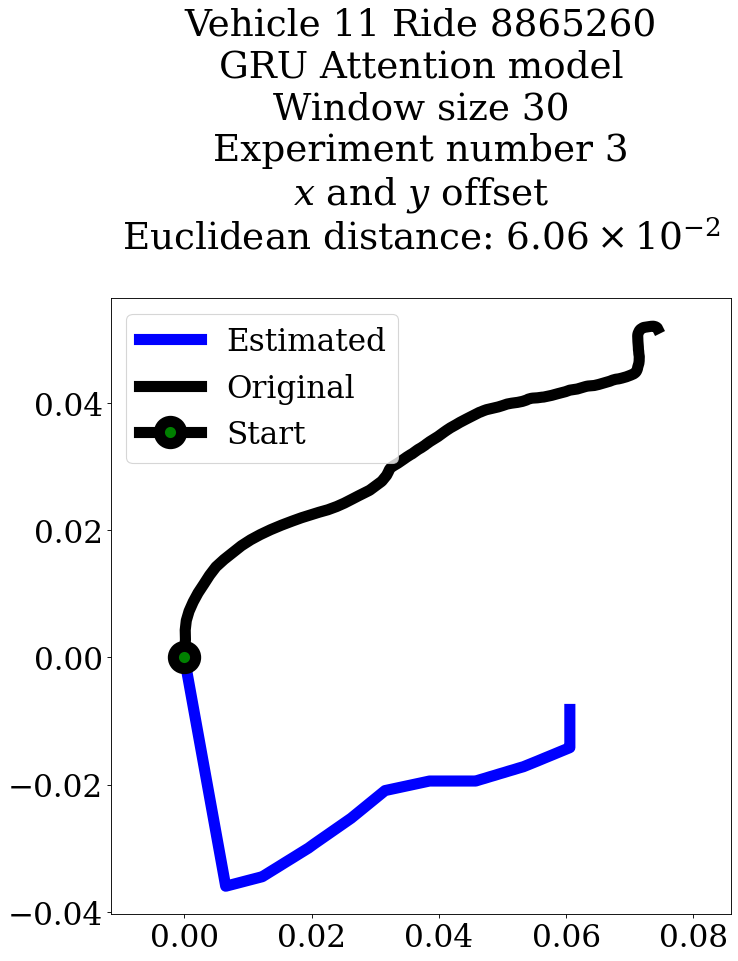 Vehicle 11 Ride 8865260
GRU Attention model
Window size 30
Experiment number 3
x and y offset
Euclidean distance: 6.06 × 10⁻²
Estimated
Original
Start
0.04
0.02
0.00
−0.02
−0.04
0.00 0.02 0.04 0.06 0.08